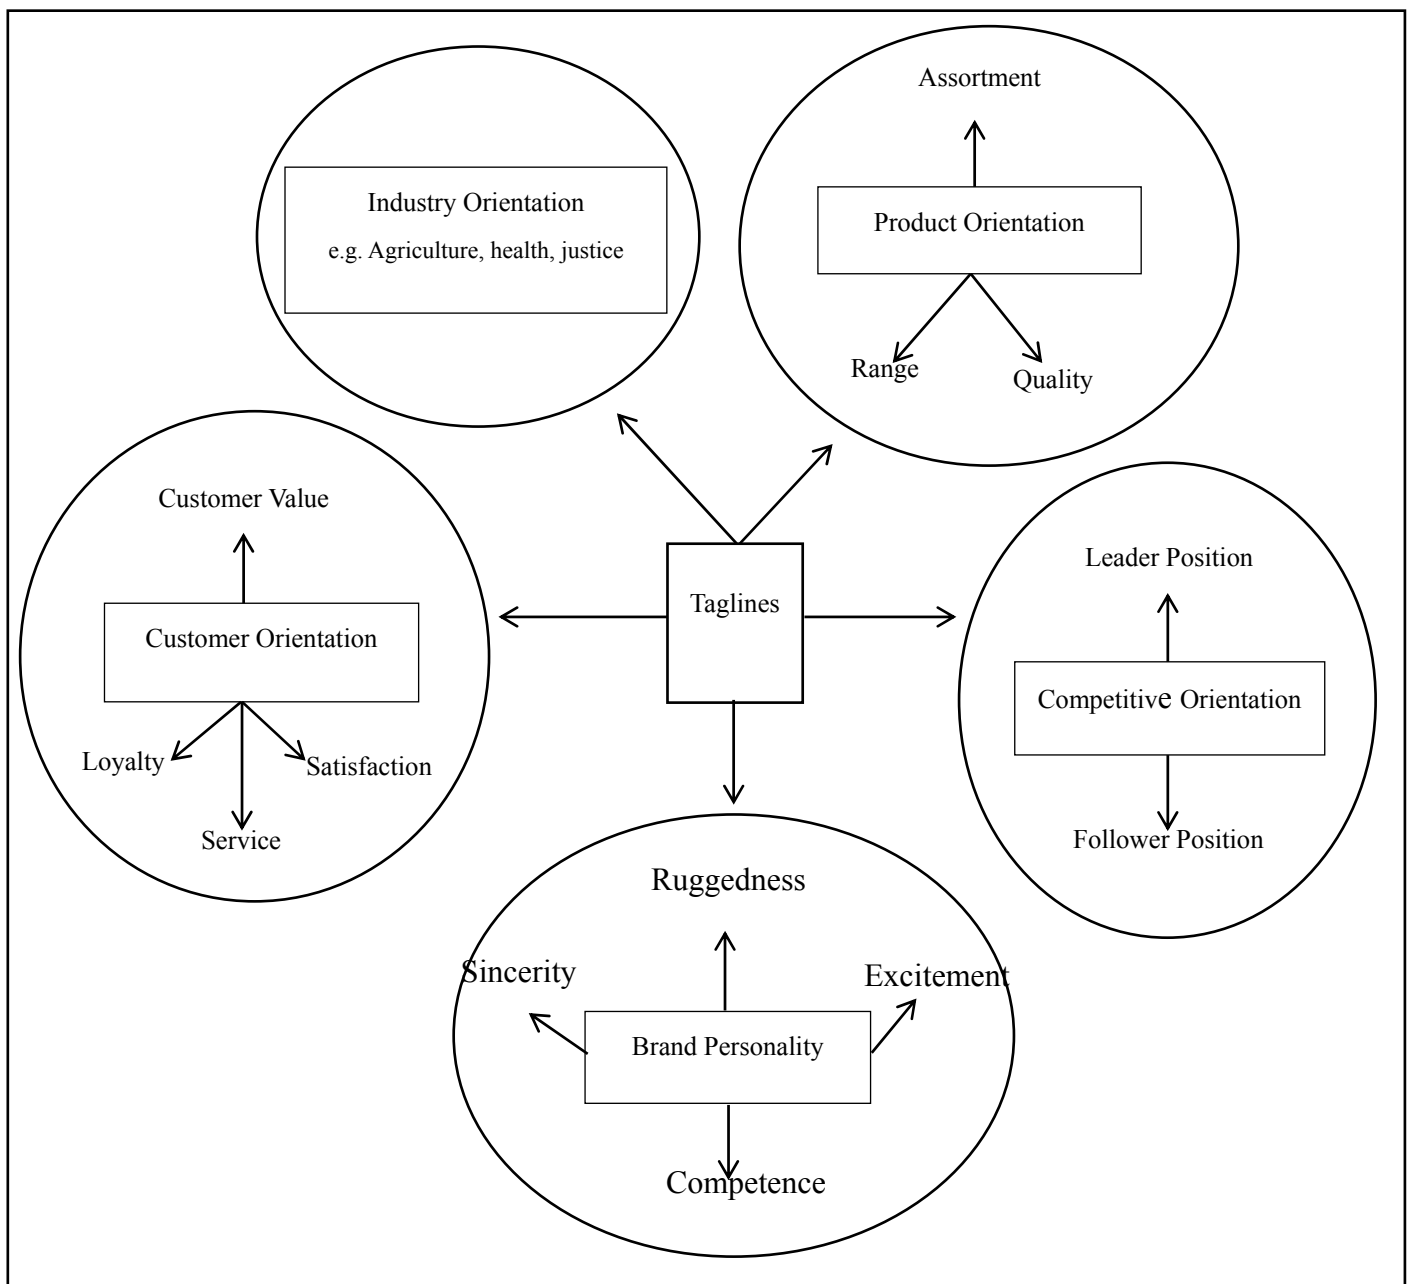 Assortment
Industry Orientation
e.g. Agriculture, health, justice
Product Orientation
Range
Quality
Customer Value
Leader Position
Taglines
Customer Orientation
Competitive Orientation
Loyalty
Satisfaction
Service
Follower Position
Ruggedness
Sincerity
Excitement
Brand Personality
Competence